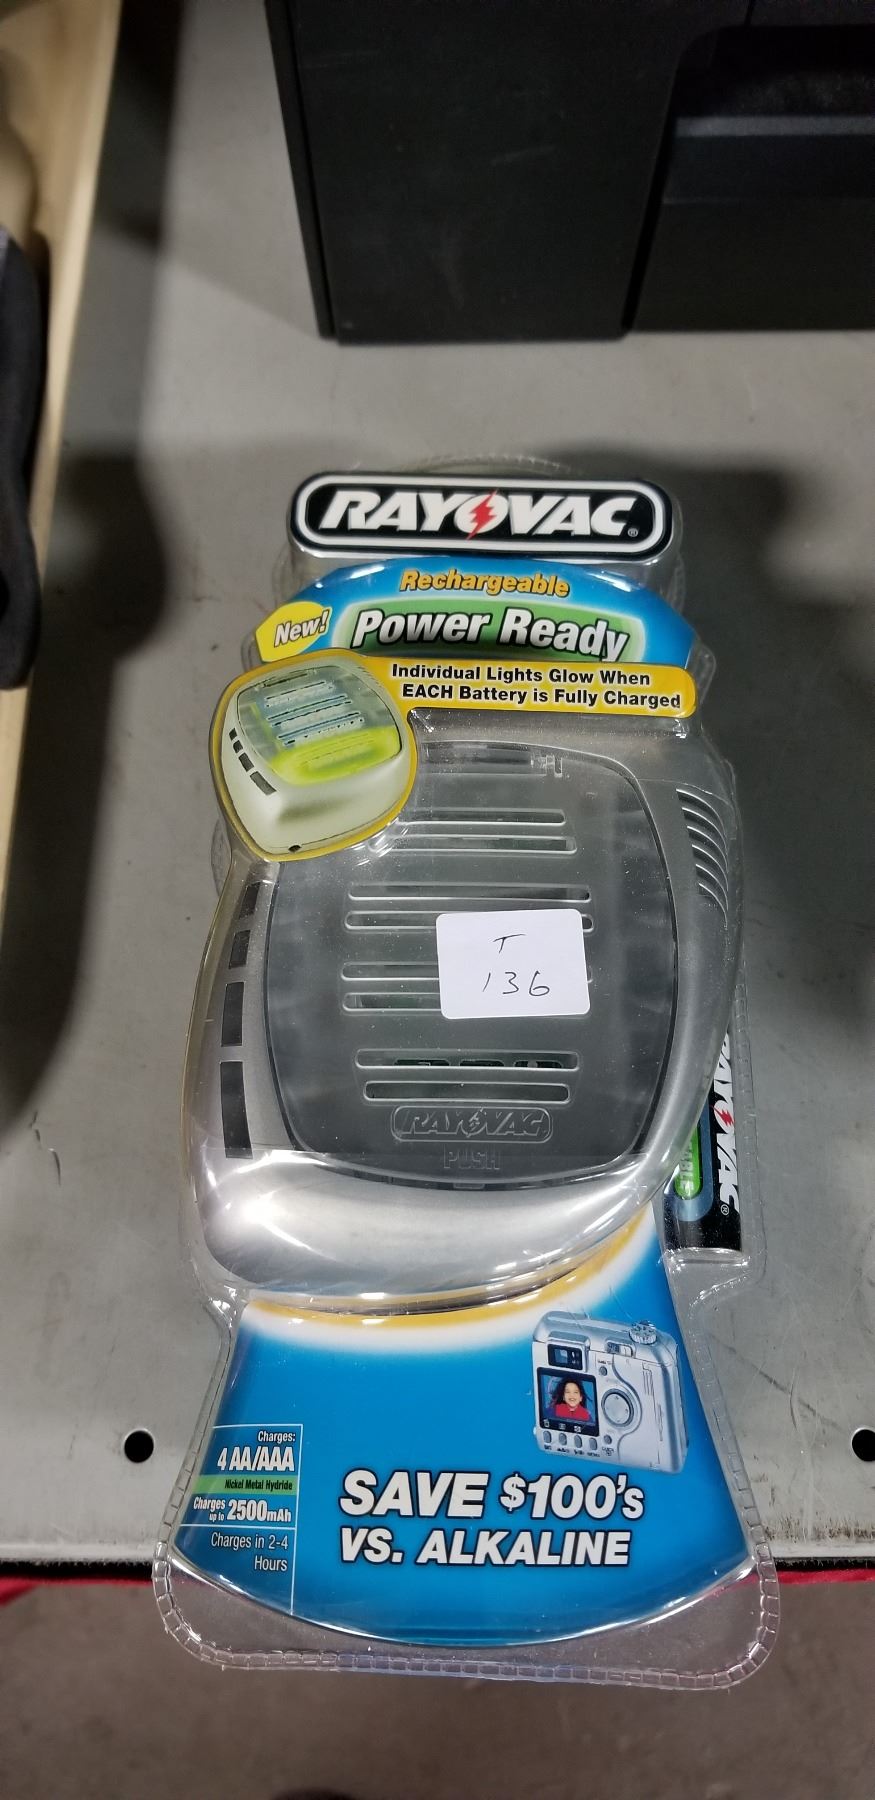 RAYOVAC®
Rechargeable
New!
Power Ready
Individual Lights Glow When
EACH Battery is Fully Charged
T
136
RAYOVAC
PUSH
RAYOVAC®
Charges:
4 AA/AAA
Nickel Metal Hydride
Charges up to 2500mAh
Charges in 2-4
Hours
SAVE $100's
VS. ALKALINE